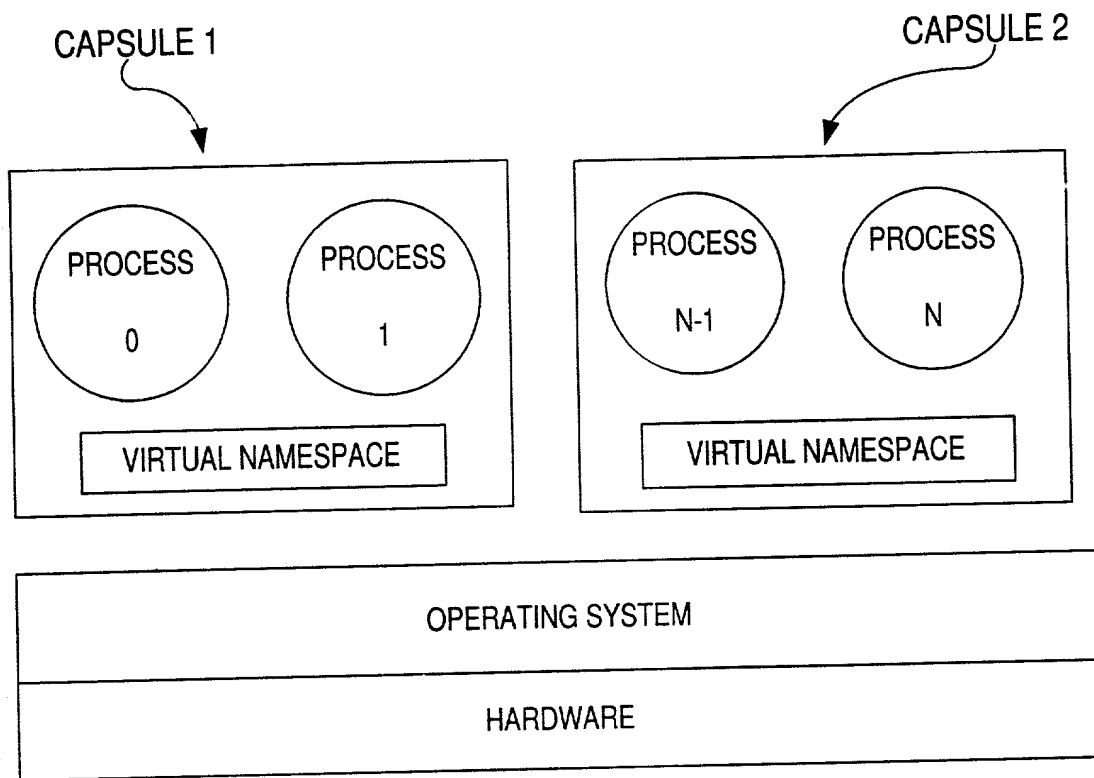 CAPSULE 1
CAPSULE 2
PROCESS
0
PROCESS
1
VIRTUAL NAMESPACE
PROCESS
N-1
PROCESS
N
VIRTUAL NAMESPACE
OPERATING SYSTEM
HARDWARE